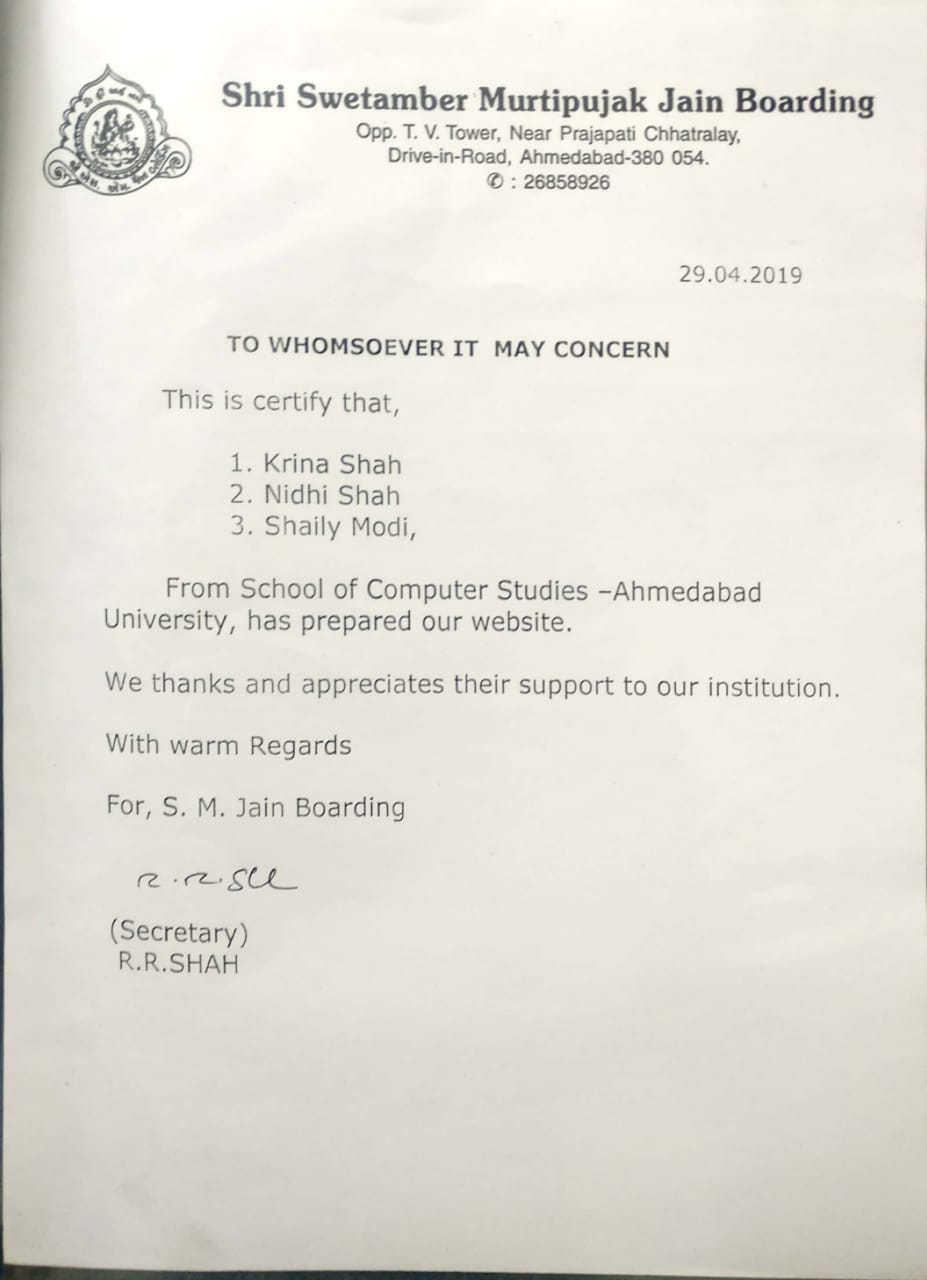 Shri Swetamber Murtipujak Jain Boarding
Opp. T. V. Tower, Near Prajapati Chhatralay,
Drive-in-Road, Ahmedabad-380 054.
✆ : 26858926
29.04.2019
TO WHOMSOEVER IT MAY CONCERN
This is certify that,
1. Krina Shah
2. Nidhi Shah
3. Shaily Modi,
From School of Computer Studies –Ahmedabad
University, has prepared our website.
We thanks and appreciates their support to our institution.
With warm Regards
For, S. M. Jain Boarding
(Secretary)
R.R.SHAH